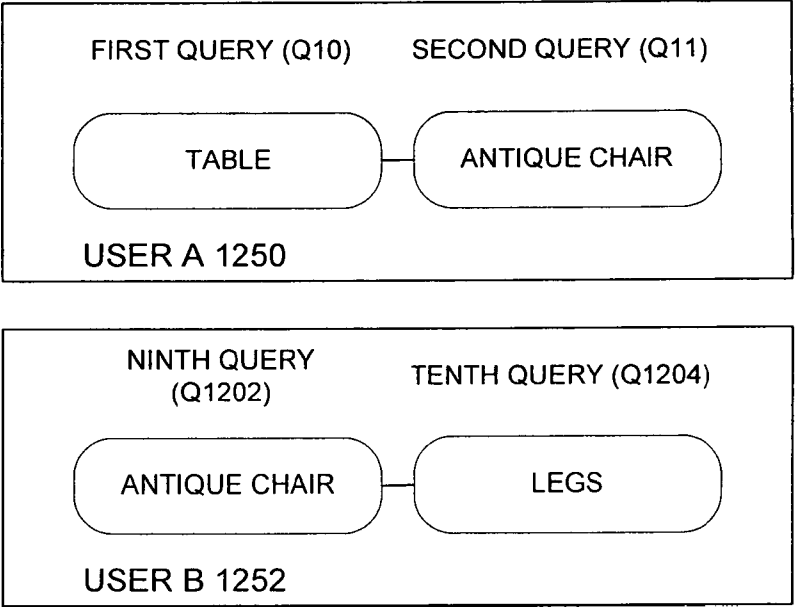 FIRST QUERY (Q10)
SECOND QUERY (Q11)
TABLE
ANTIQUE CHAIR
USER A 1250
NINTH QUERY
(Q1202)
TENTH QUERY (Q1204)
ANTIQUE CHAIR
LEGS
USER B 1252